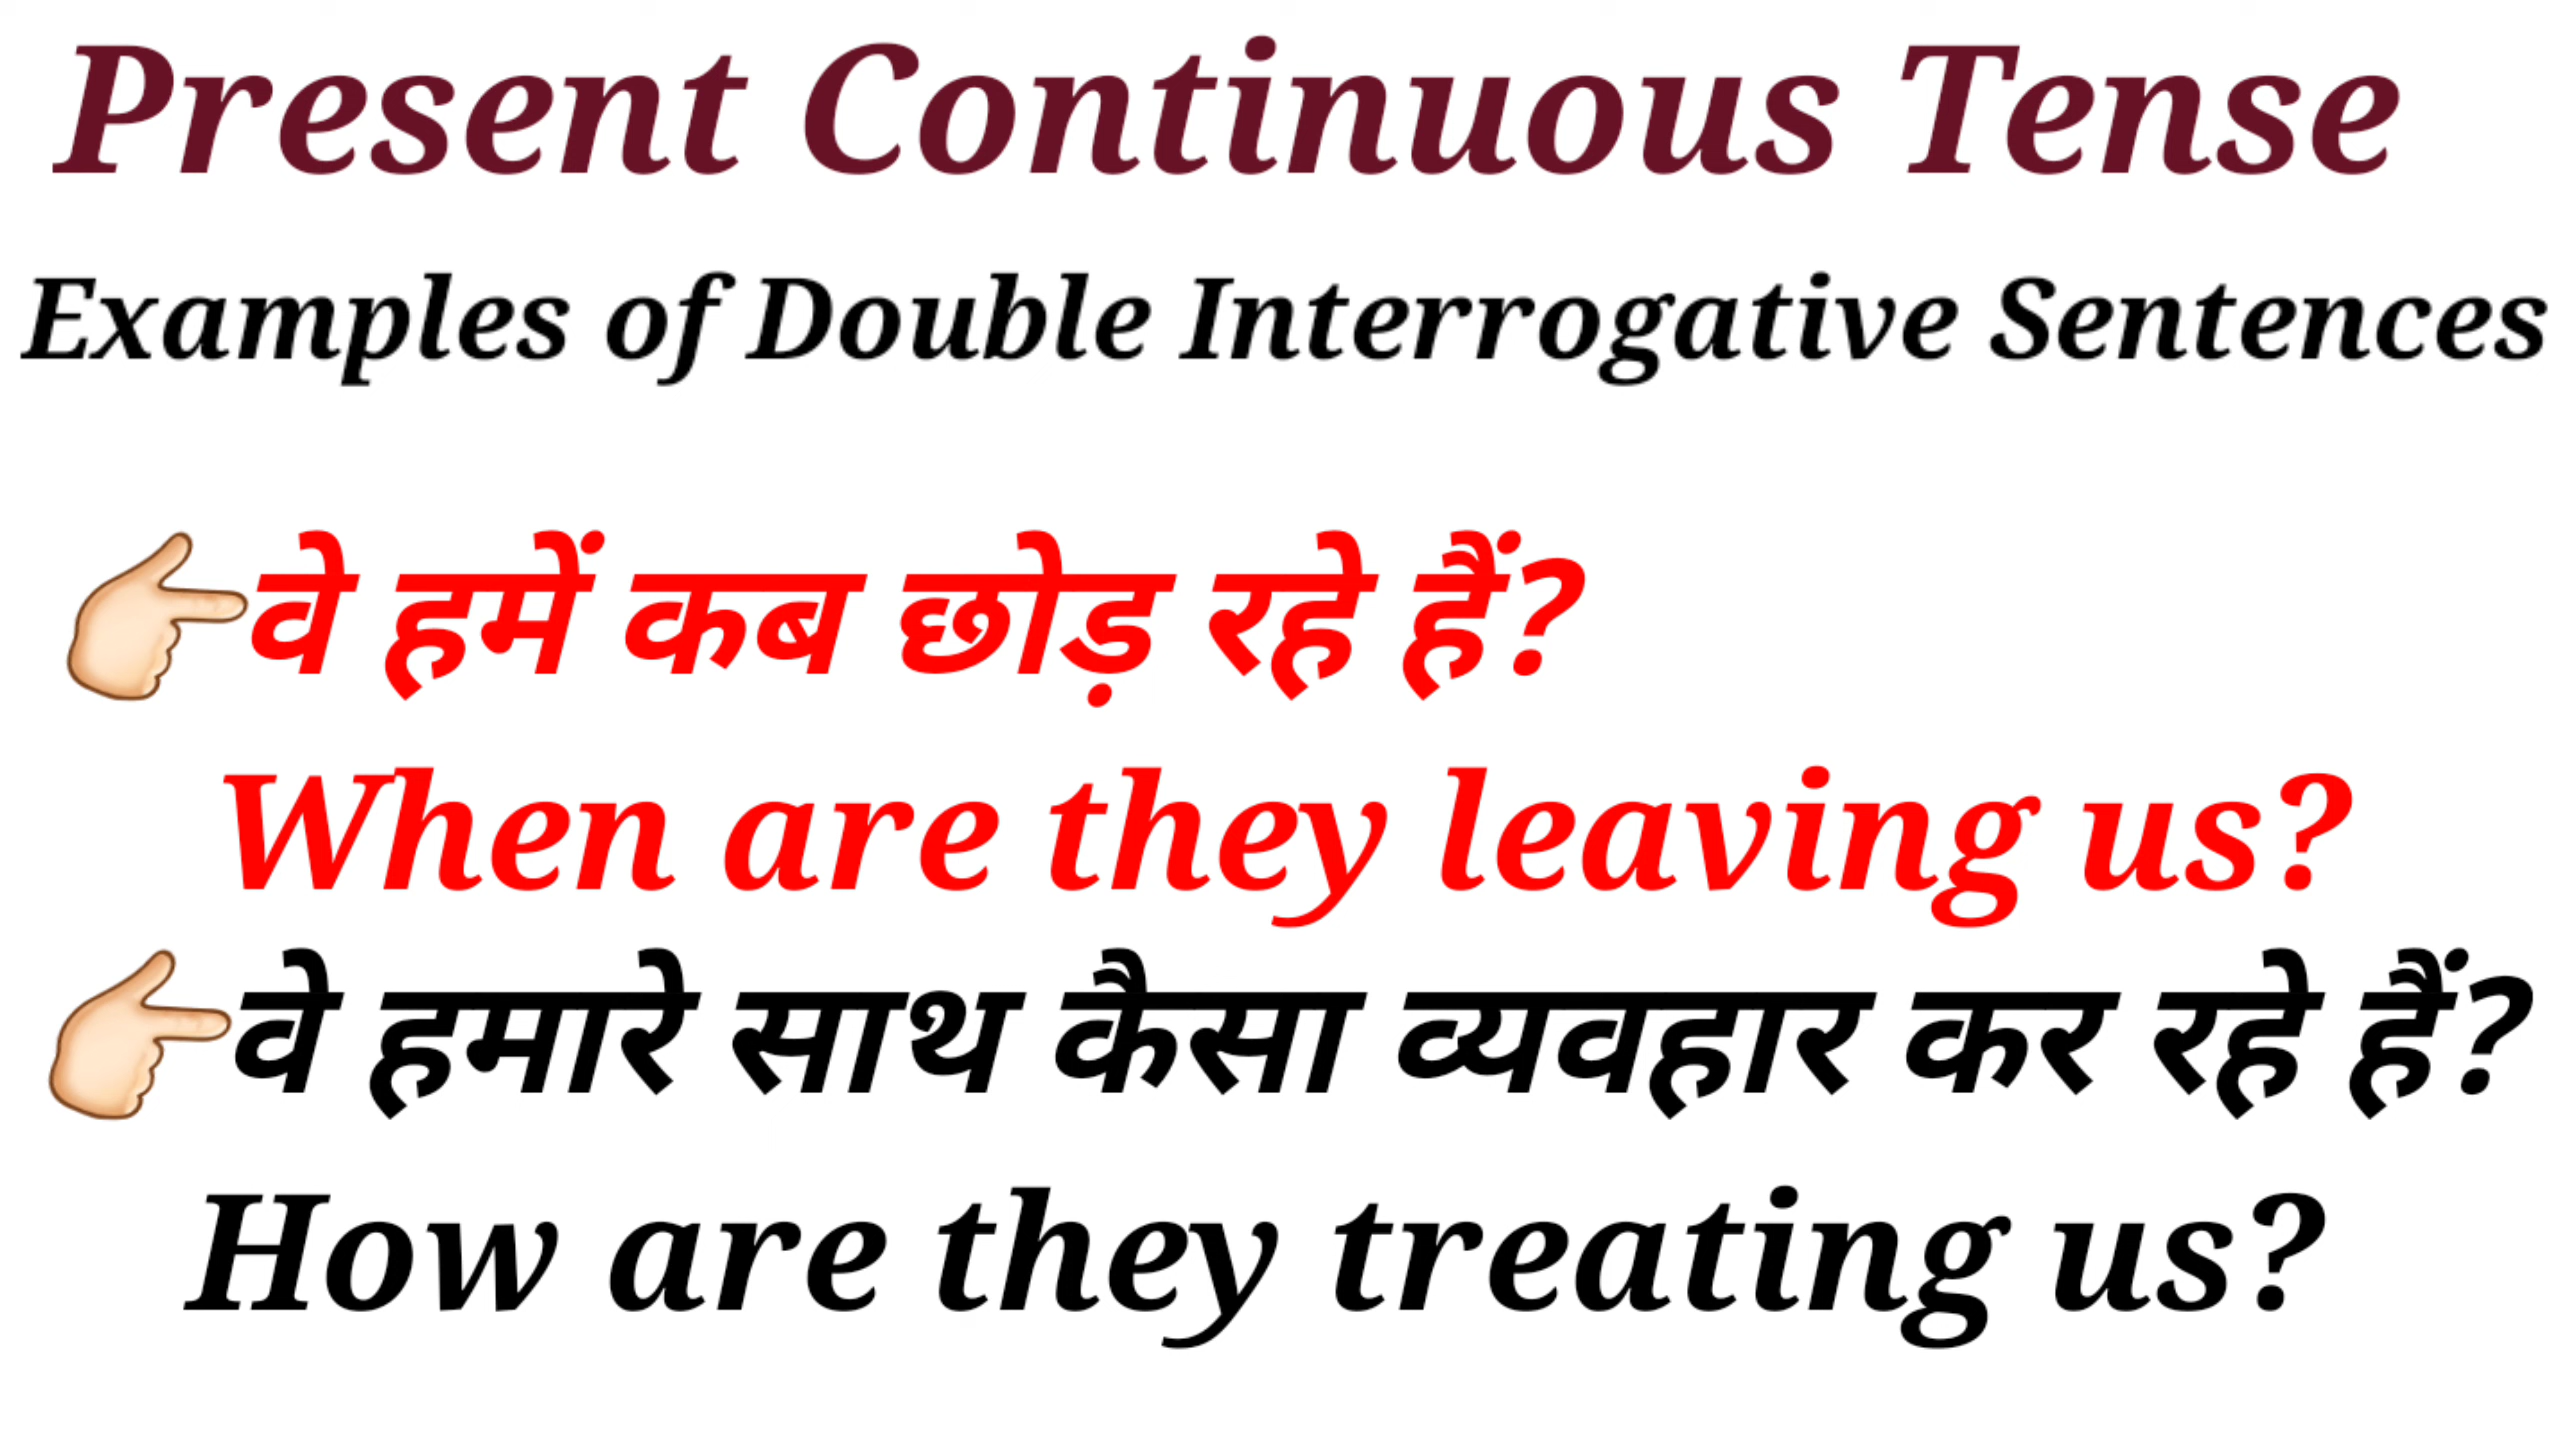 Present Continuous Tense
Examples of Double Interrogative Sentences
वे हमें कब छोड़ रहे हैं?
When are they leaving us?
वे हमारे साथ कैसा व्यवहार कर रहे हैं?
How are they treating us?